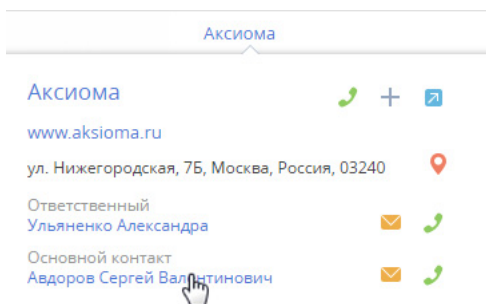 Аксиома
Аксиома
www.aksioma.ru
ул. Нижегородская, 7Б, Москва, Россия, 03240
Ответственный
Ульяненко Александра
Основной контакт
Авдоров Сергей Валентинович